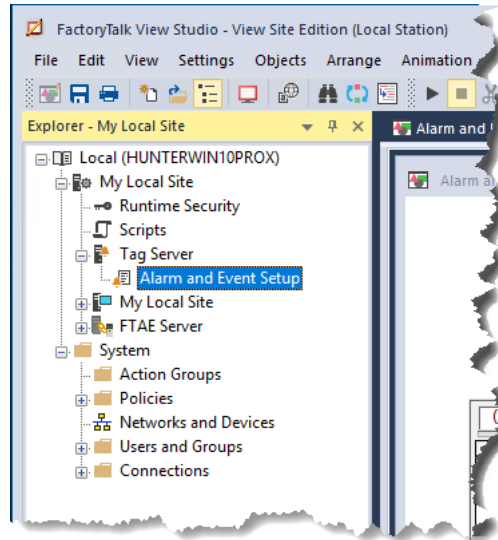 FactoryTalk View Studio - View Site Edition (Local Station)
File Edit View Settings Objects Arrange Animation
Explorer - My Local Site
Alarm and
Alarm
Local (HUNTERWIN10PROX)
My Local Site
Runtime Security
Scripts
Tag Server
Alarm and Event Setup
My Local Site
FTAE Server
System
Action Groups
Policies
Networks and Devices
Users and Groups
Connections